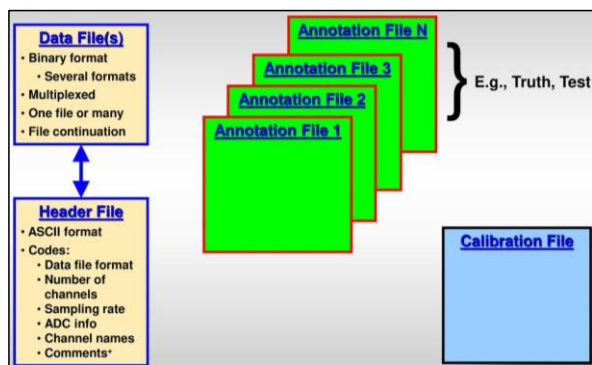 Data File(s)
• Binary format
• Several formats
• Multiplexed
• One file or many
• File continuation
Header File
• ASCII format
• Codes:
• Data file format
• Number of
channels
• Sampling rate
• ADC info
• Channel names
• Comments+
Annotation File N
Annotation File 3
Annotation File 2
Annotation File 1
E.g., Truth, Test
Calibration File